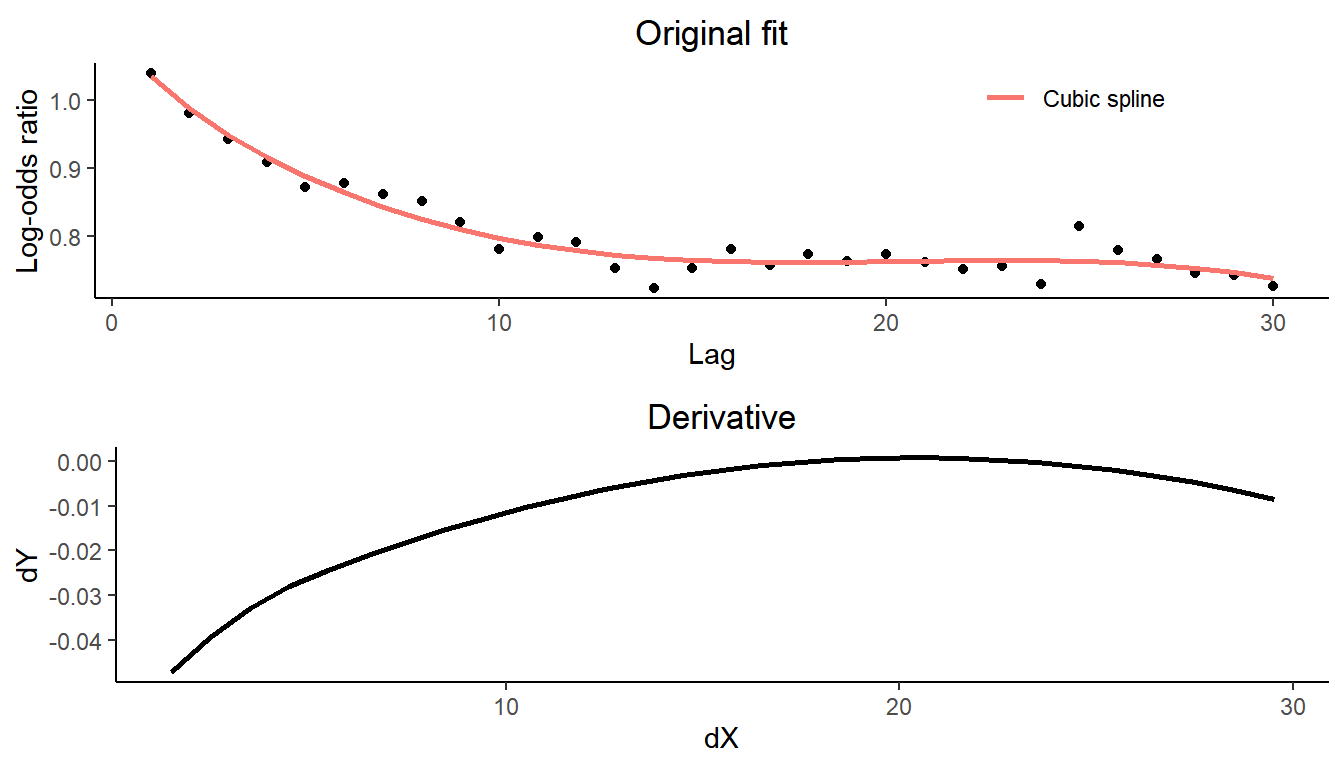 Original fit
Log-odds ratio
1.0
0.9
0.8
Cubic spline
0
10
20
30
Lag
Derivative
dY
0.00
-0.01
-0.02
-0.03
-0.04
10
20
30
dX